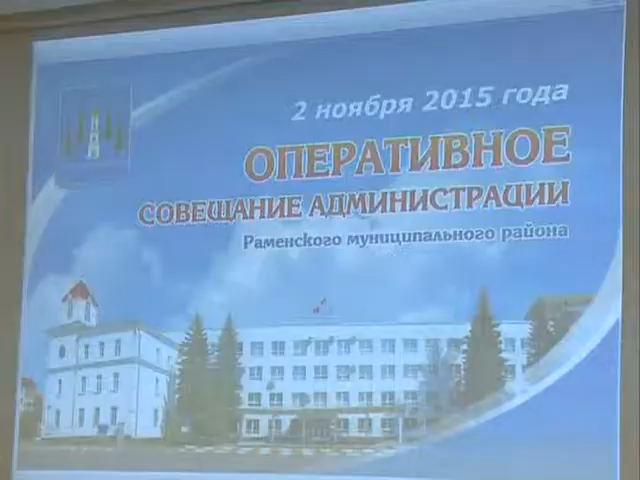 2 ноября 2015 года
ОПЕРАТИВНОЕ
СОВЕЩАНИЕ АДМИНИСТРАЦИИ
Раменского муниципального района